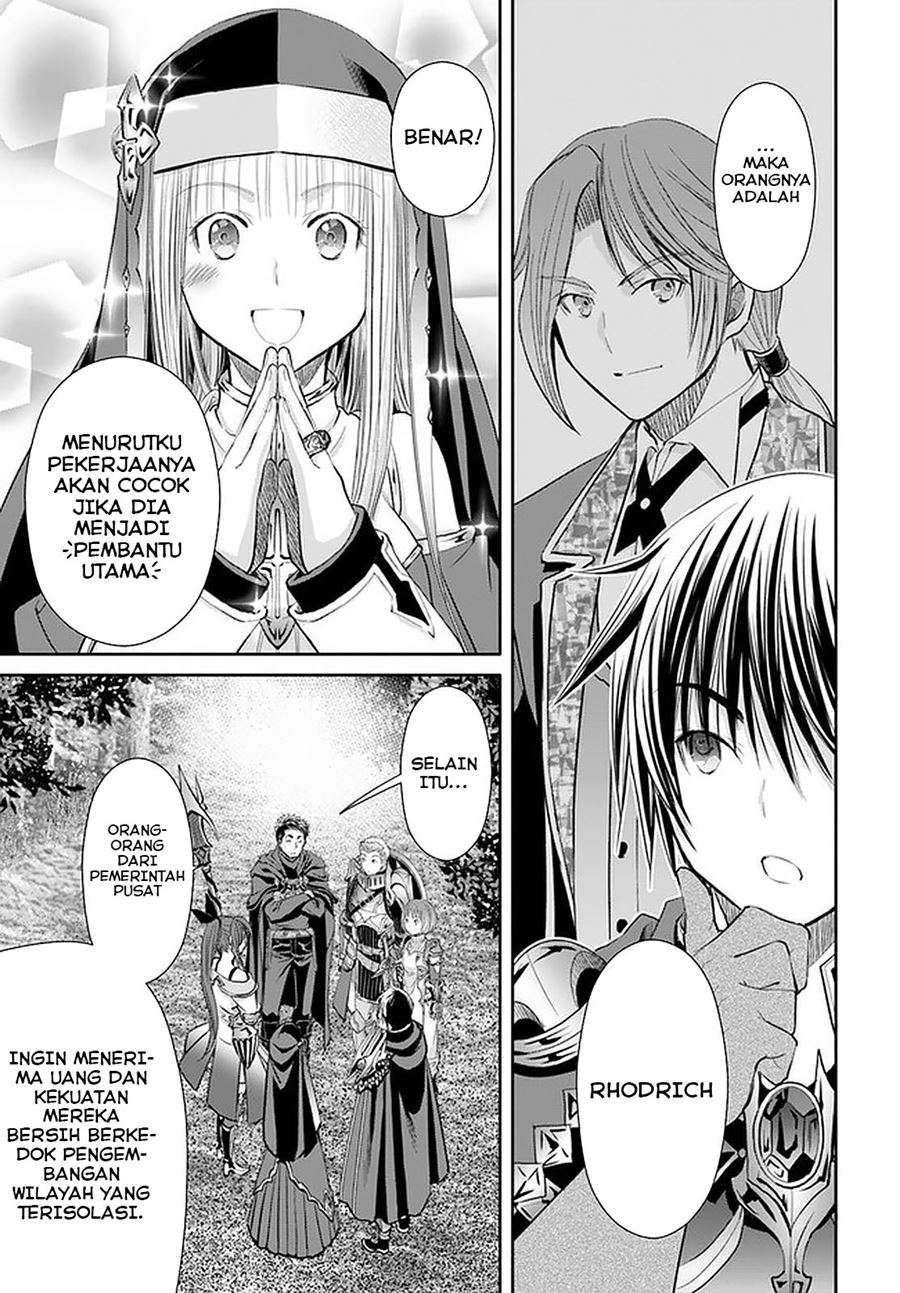 ...
MAKA
ORANGNYA
ADALAH
RHODRICH
BENAR!
MENURUTKU
PEKERJAANYA
AKAN COCOK
JIKA DIA
MENJADI
PEMBANTU
UTAMA
SELAIN
ITU...
ORANG-
ORANG
DARI
PEMERINTAH
PUSAT
INGIN MENERI-
MA UANG DAN
KEKUATAN
MEREKA
BERSIH BERKE-
DOK PENGEM-
BANGAN
WILAYAH YANG
TERISOLASI.